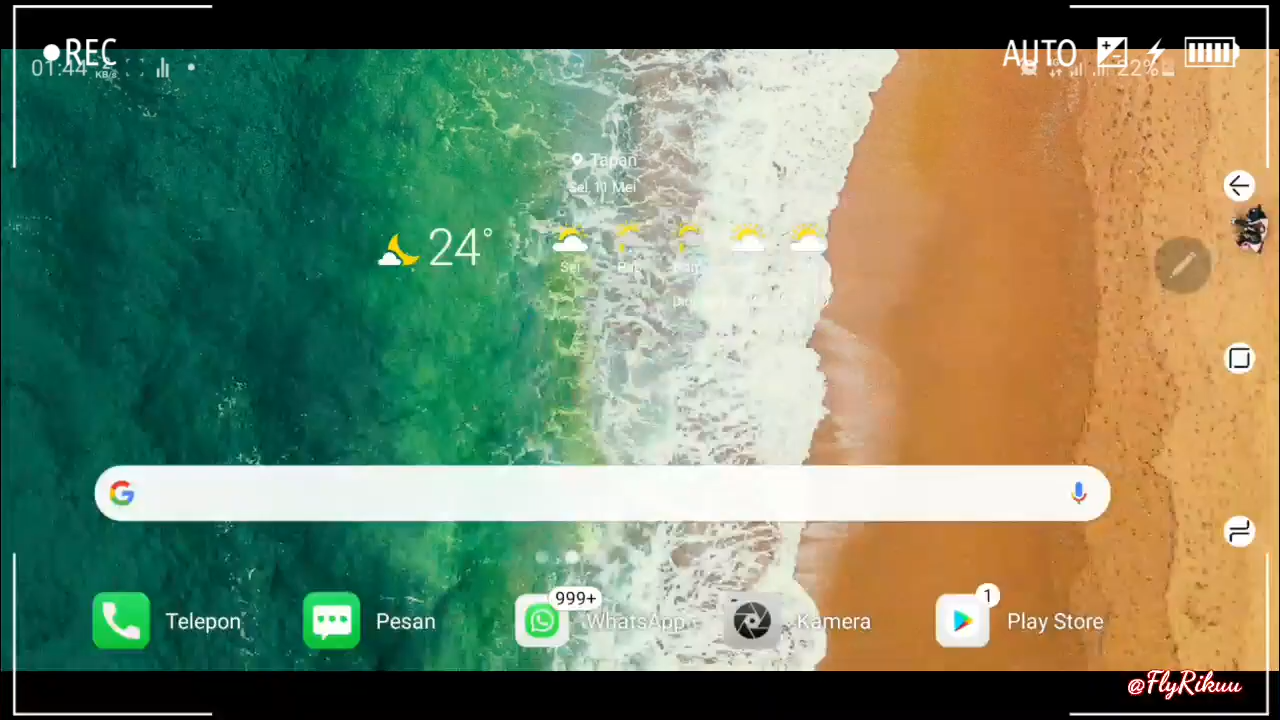 REC
AUTO
01:44
KB/s
22%
Tapan
Sel, 11 Mei
24°
Sel
999+
1
Telepon
Pesan
WhatsApp
Kamera
Play Store
@FlyRikuu